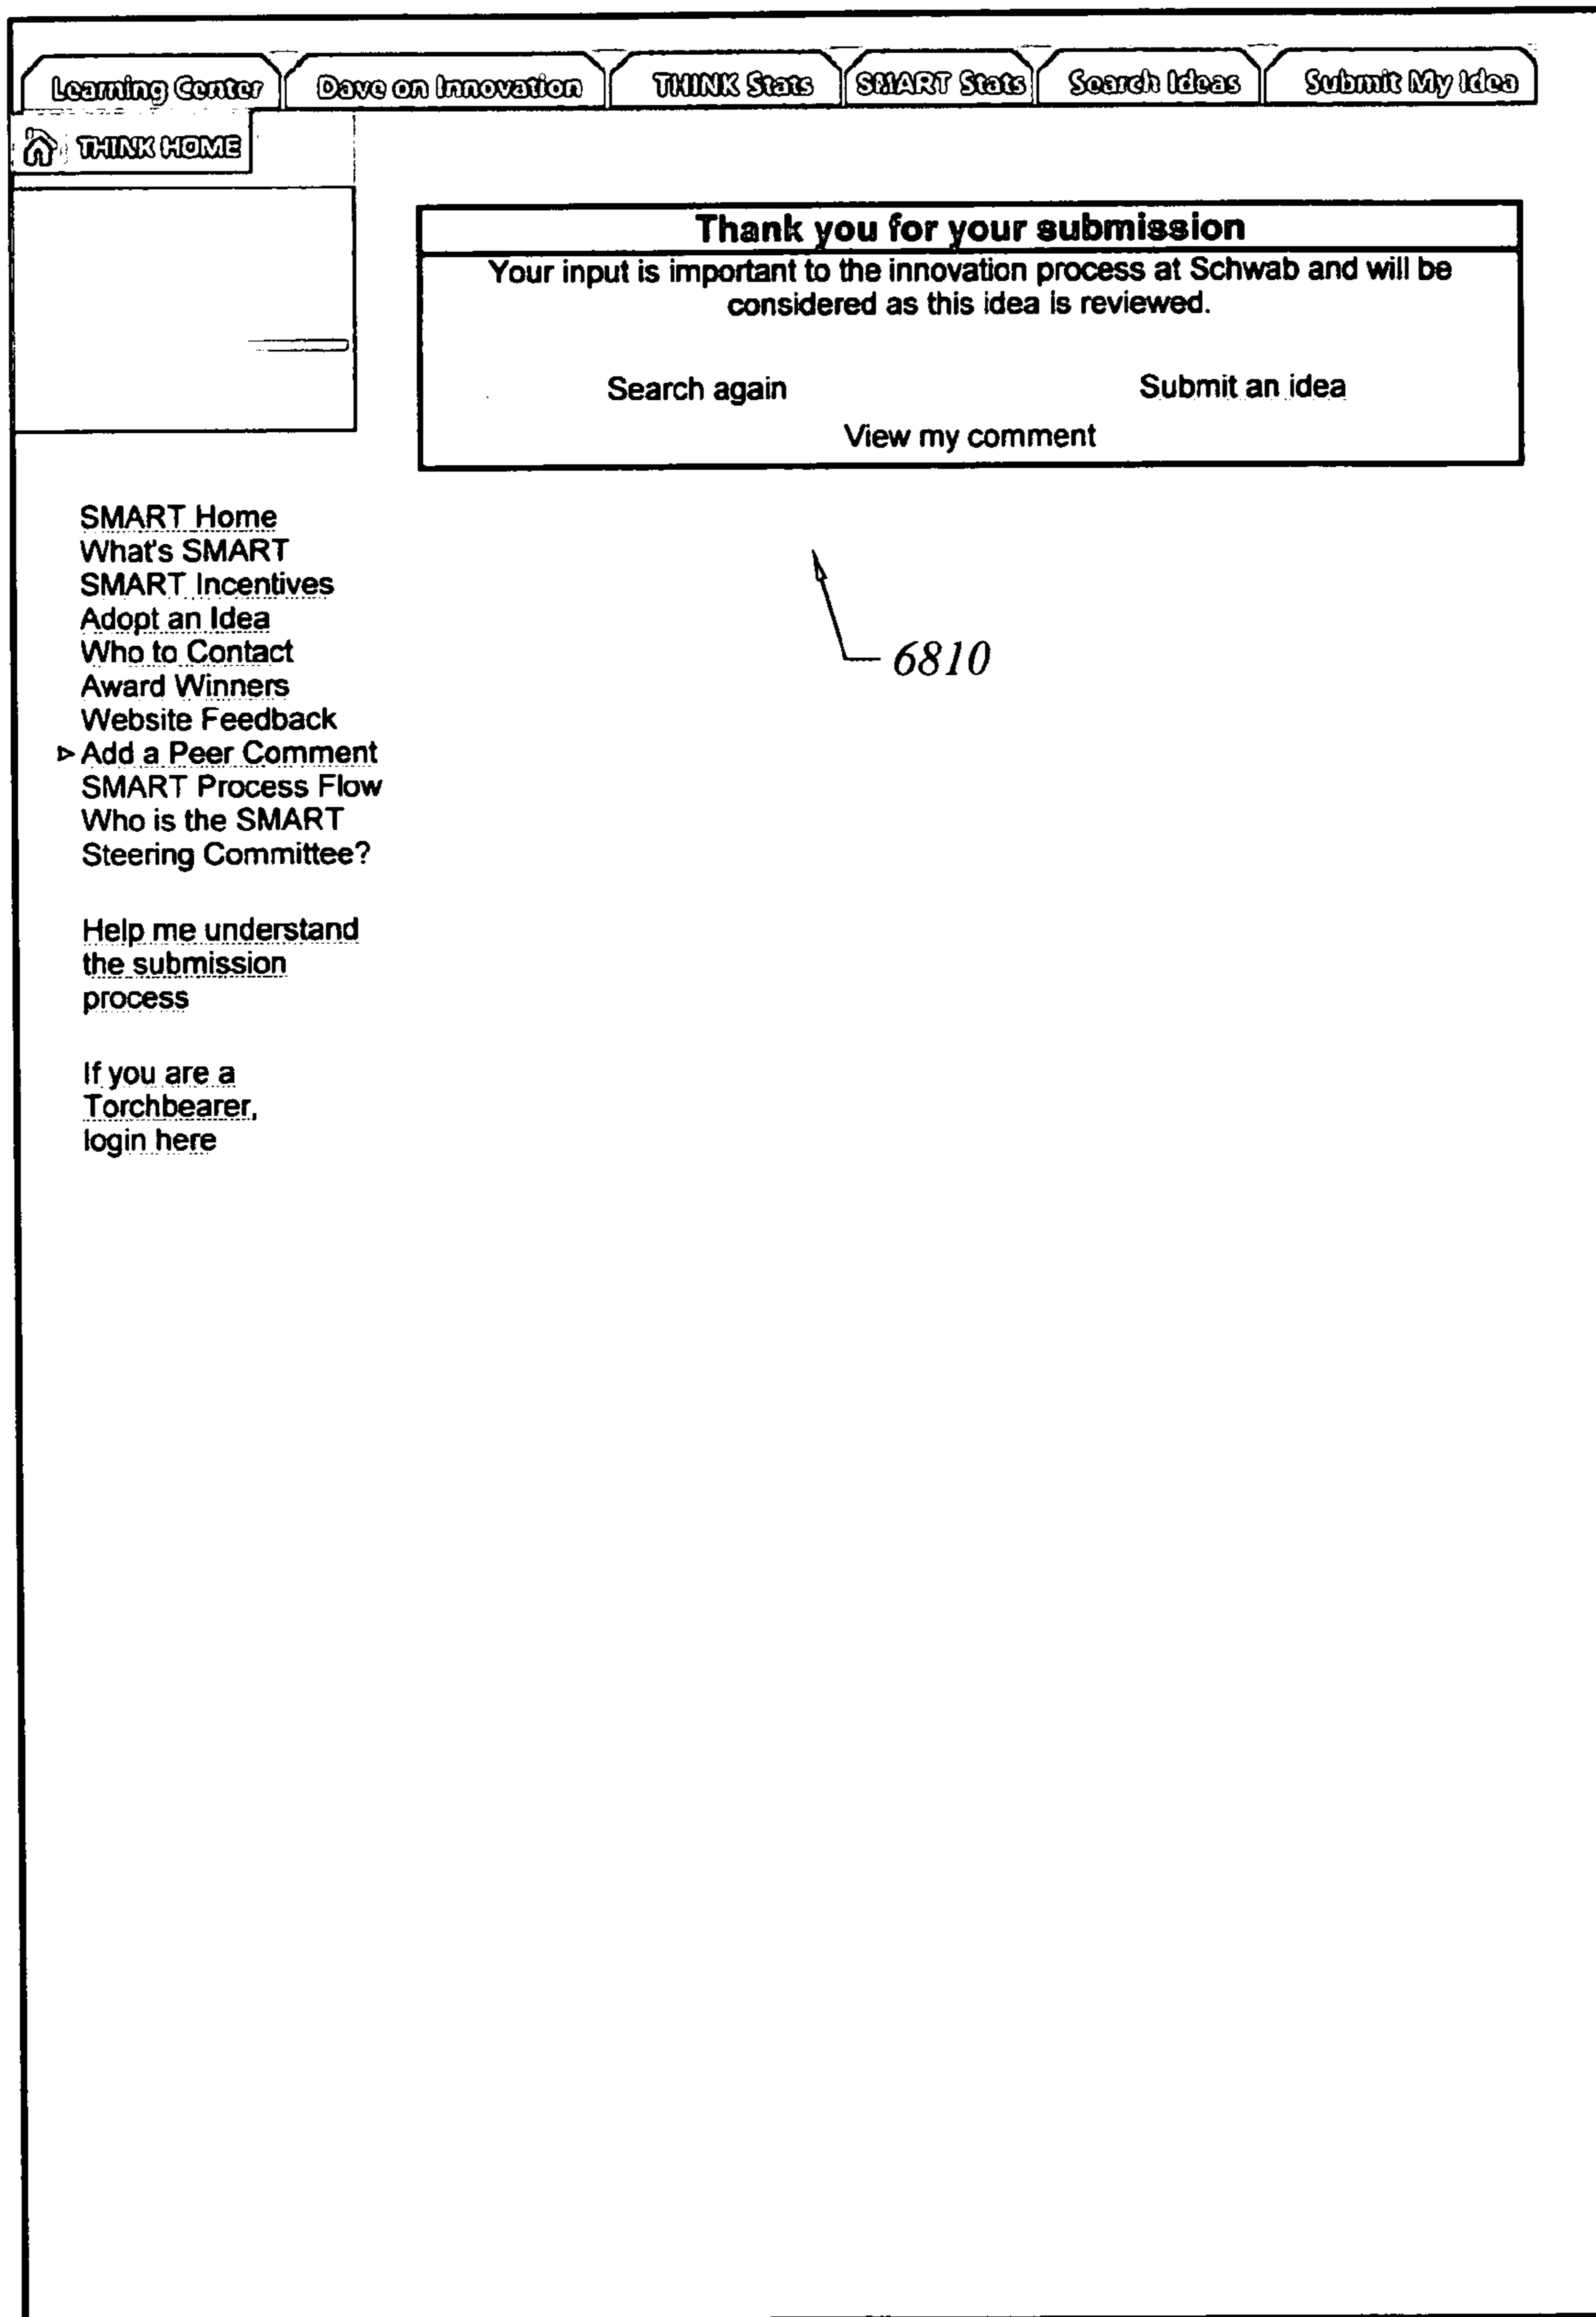 Learning Center Dave on Innovation THINK Stats SMART Stats Search Ideas Submit My Idea
THINK HOME
Thank you for your submission
Your input is important to the innovation process at Schwab and will be
considered as this idea is reviewed.
Search again Submit an idea
View my comment
SMART Home
What's SMART
SMART Incentives
Adopt an Idea
Who to Contact
Award Winners
Website Feedback
Add a Peer Comment
SMART Process Flow
Who is the SMART
Steering Committee?
Help me understand
the submission
process
If you are a
Torchbearer,
login here
6810